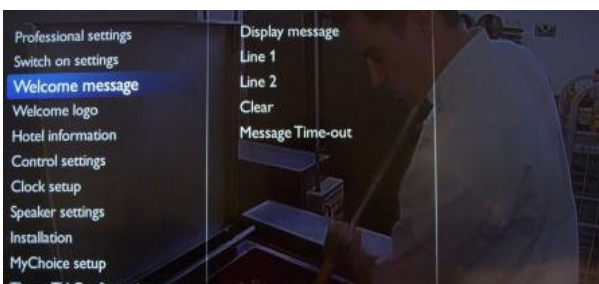 Professional settings
Switch on settings
Welcome message
Welcome logo
Hotel information
Control settings
Clock setup
Speaker settings
Installation
MyChoice setup
Display message
Line 1
Line 2
Clear
Message Time-out